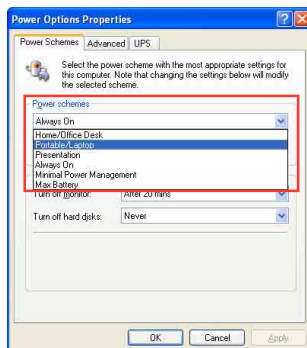 Power Options Properties
Power Schemes Advanced UPS
Select the power scheme with the most appropriate settings for
this computer. Note that changing the settings below will modify
the selected scheme.
Power schemes
Always On
Home/Office Desk
Portable/Laptop
Presentation
Always On
Minimal Power Management
Max Battery
Turn off monitor: After 20 mins
Turn off hard disks: Never
OK Cancel Apply